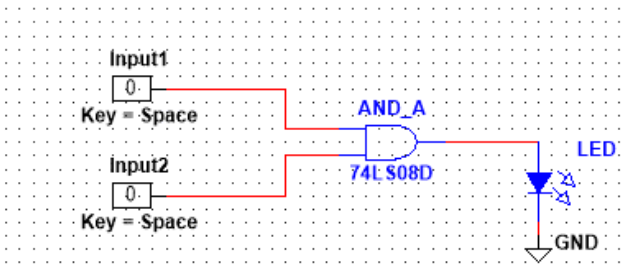 Input1
0
Key = Space
AND_A
74LS08D
LED
Input2
0
Key = Space
GND